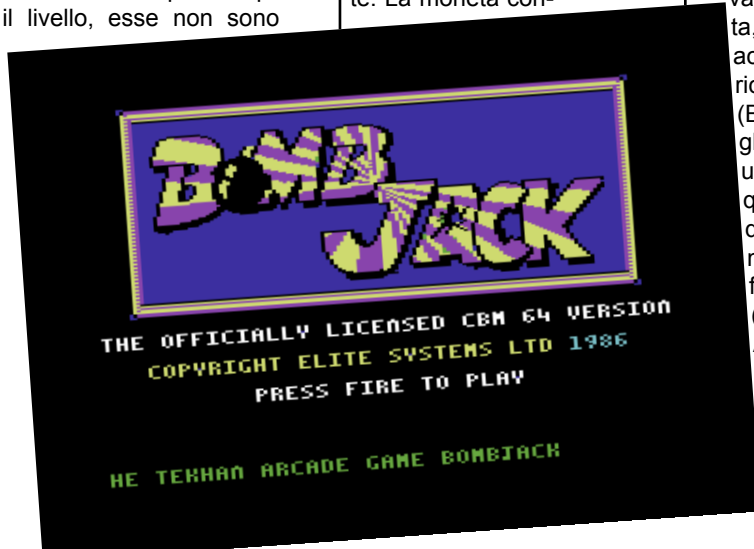 il livello, esse non sono
te. La moneta con-
BOMB
JACK
THE OFFICIALLY LICENSED CBM 64 VERSION
COPYRIGHT ELITE SYSTEMS LTD 1986
PRESS FIRE TO PLAY
HE TEKHAN ARCADE GAME BOMBJACK